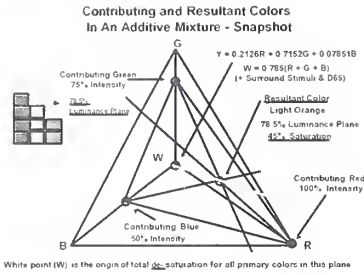 Contributing and Resultant Colors
In An Additive Mixture - Snapshot
G
Y = 0.2126R + 0.7152G + 0.07851B
W = 0.785(R + G + B)
(+ Surround Stimuli & D65)
Contributing Green
75% Intensity
78.5%
Luminance Plane
Resultant Color
Light Orange
78.5% Luminance Plane
45% Saturation
W
Contributing Red
100% Intensity
Contributing Blue
50% Intensity
B
R
White point (W) is the origin of total de-saturation for all primary colors in this plane